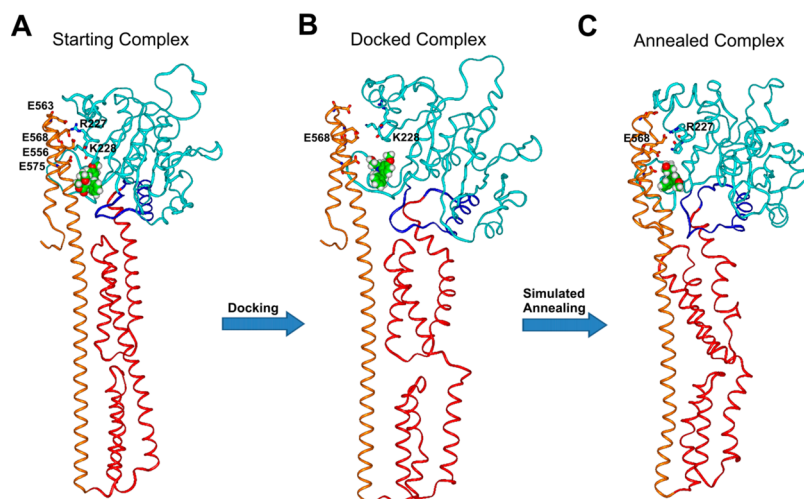 A
Starting Complex
E563
R227
E568
K228
E556
E575
Docking
B
Docked Complex
E568
K228
Simulated
Annealing
C
Annealed Complex
R227
E568